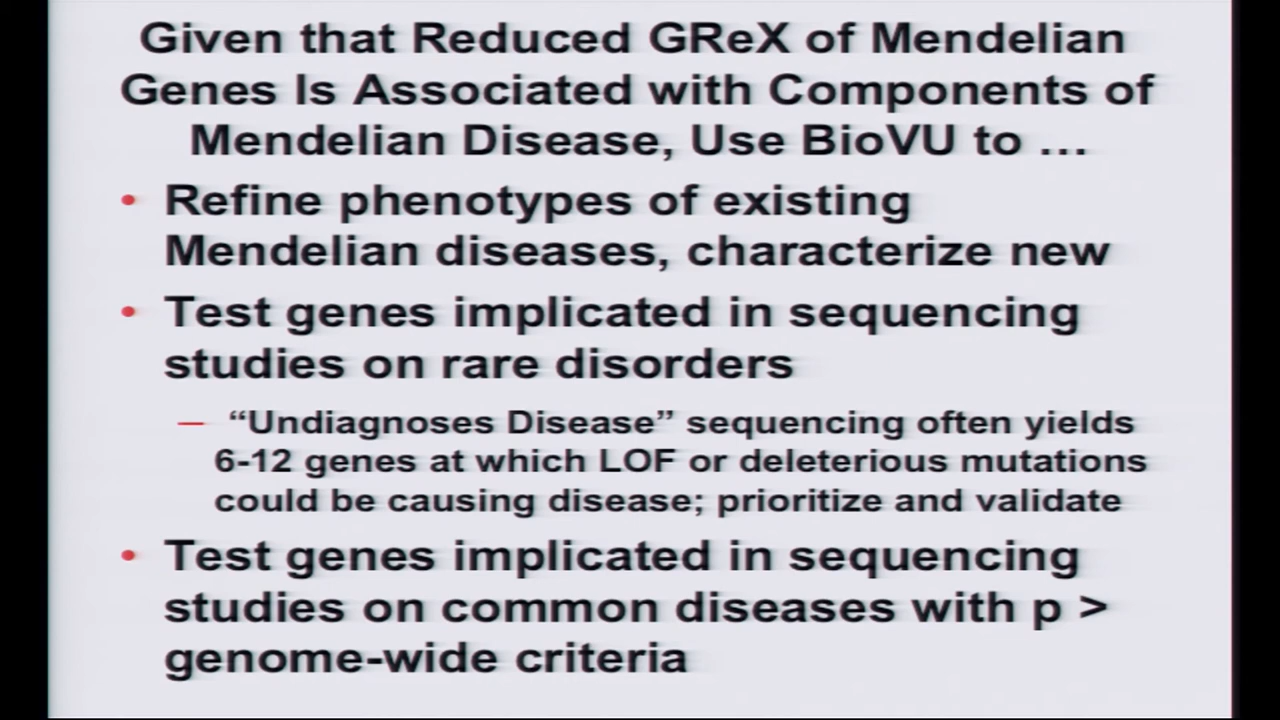 Given that Reduced GReX of Mendelian
Genes Is Associated with Components of
Mendelian Disease, Use BioVU to …
• Refine phenotypes of existing
Mendelian diseases, characterize new
• Test genes implicated in sequencing
studies on rare disorders
– “Undiagnoses Disease” sequencing often yields
6-12 genes at which LOF or deleterious mutations
could be causing disease; prioritize and validate
• Test genes implicated in sequencing
studies on common diseases with p >
genome-wide criteria